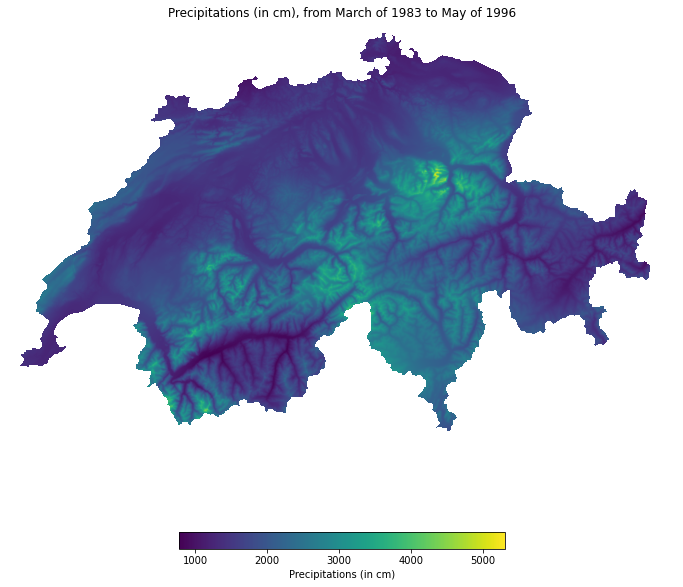 Precipitations (in cm), from March of 1983 to May of 1996
1000 2000 3000 4000 5000
Precipitations (in cm)